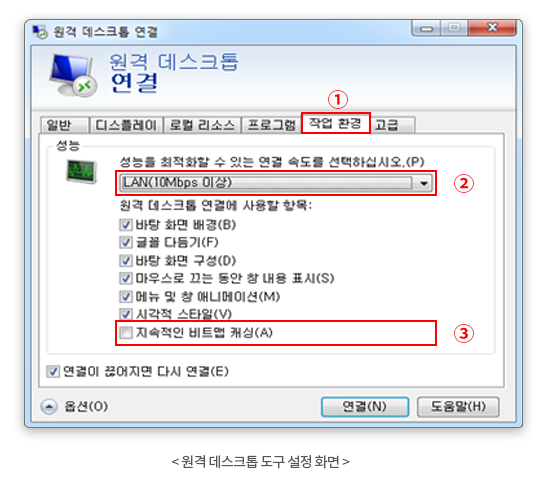 원격 데스크톱 연결
원격 데스크톱
연결
①
일반 디스플레이 로컬 리소스 프로그램 작업 환경 고급
성능
성능을 최적화할 수 있는 연결 속도를 선택하십시오.(P)
LAN(10Mbps 이상) ②
원격 데스크톱 연결에 사용할 항목:
바탕 화면 배경(B)
글꼴 다듬기(F)
바탕 화면 구성(D)
마우스로 끄는 동안 창 내용 표시(S)
메뉴 및 창 애니메이션(M)
시각적 스타일(V)
지속적인 비트맵 캐싱(A) ③
연결이 끊어지면 다시 연결(E)
옵션(O) 연결(N) 도움말(H)
< 원격 데스크톱 도구 설정 화면 >